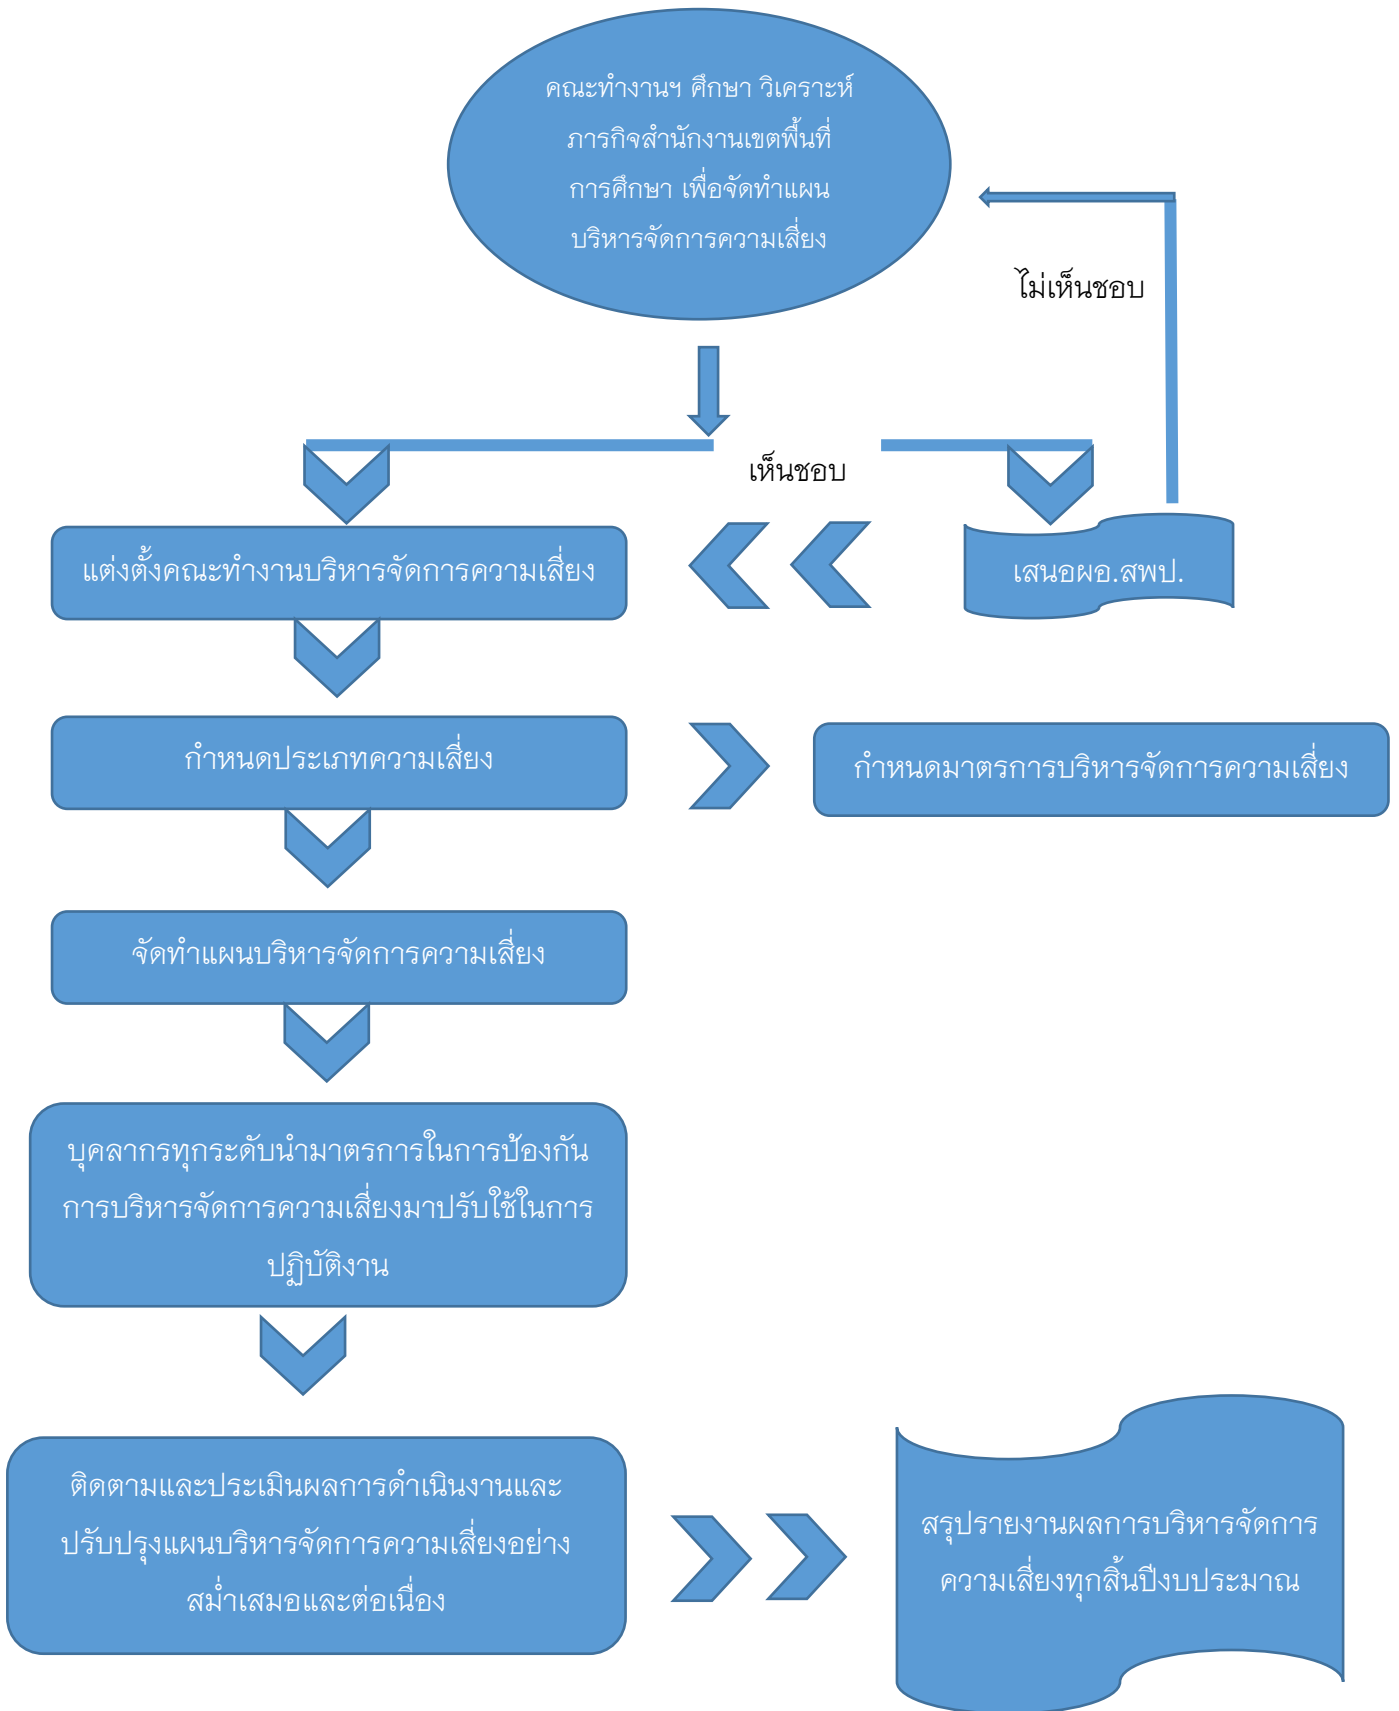 คณะทำงานฯ ศึกษา วิเคราะห์
ภารกิจสำนักงานเขตพื้นที่
การศึกษา เพื่อจัดทำแผน
บริหารจัดการความเสี่ยง
ไม่เห็นชอบ
เห็นชอบ
แต่งตั้งคณะทำงานบริหารจัดการความเสี่ยง
เสนอผอ.สพป.
กำหนดประเภทความเสี่ยง
กำหนดมาตรการบริหารจัดการความเสี่ยง
จัดทำแผนบริหารจัดการความเสี่ยง
บุคลากรทุกระดับนำมาตรการในการป้องกัน
การบริหารจัดการความเสี่ยงมาปรับใช้ในการ
ปฏิบัติงาน
ติดตามและประเมินผลการดำเนินงานและ
ปรับปรุงแผนบริหารจัดการความเสี่ยงอย่าง
สม่ำเสมอและต่อเนื่อง
สรุปรายงานผลการบริหารจัดการ
ความเสี่ยงทุกสิ้นปีงบประมาณ